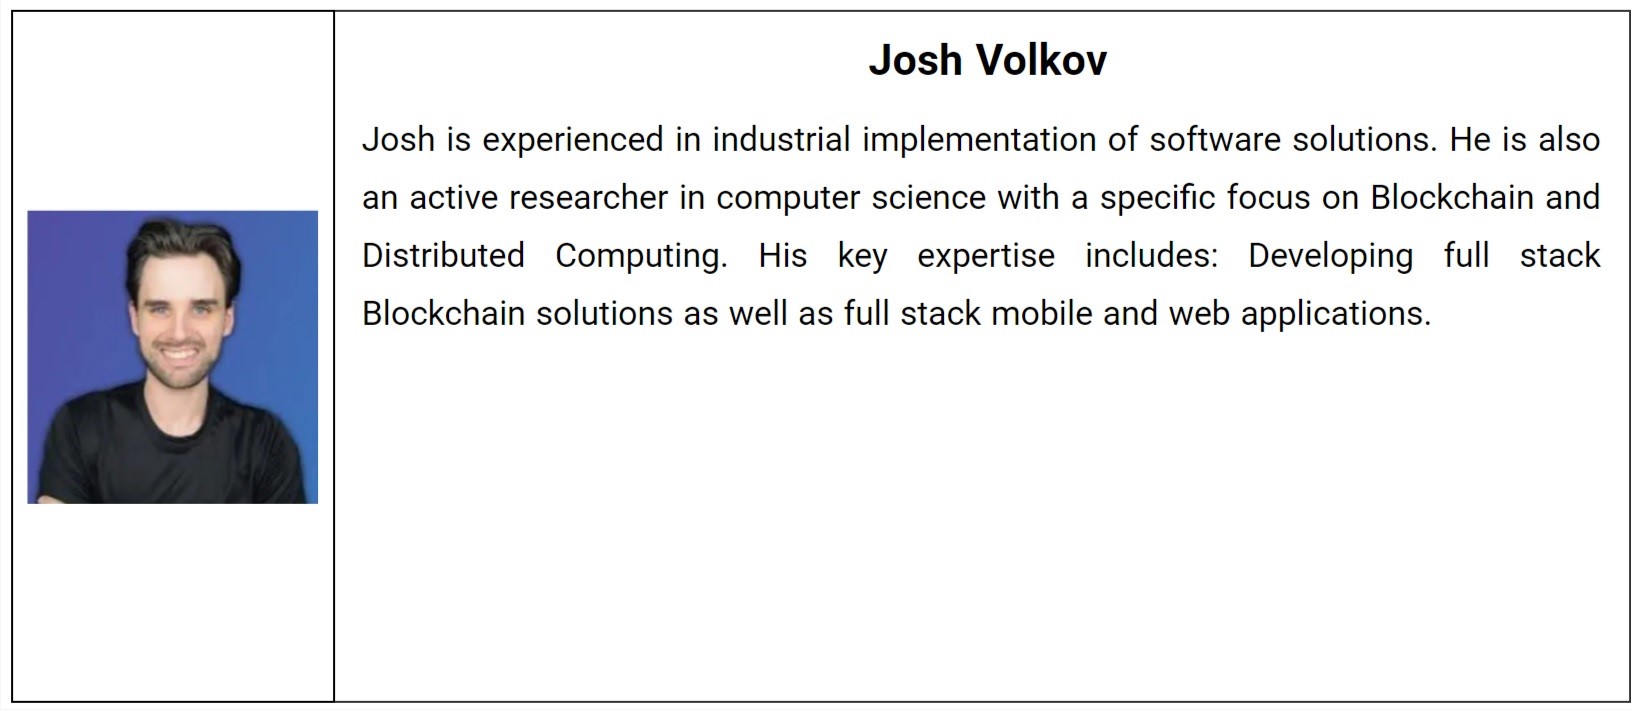 Josh Volkov
Josh is experienced in industrial implementation of software solutions. He is also
an active researcher in computer science with a specific focus on Blockchain and
Distributed Computing. His key expertise includes: Developing full stack
Blockchain solutions as well as full stack mobile and web applications.